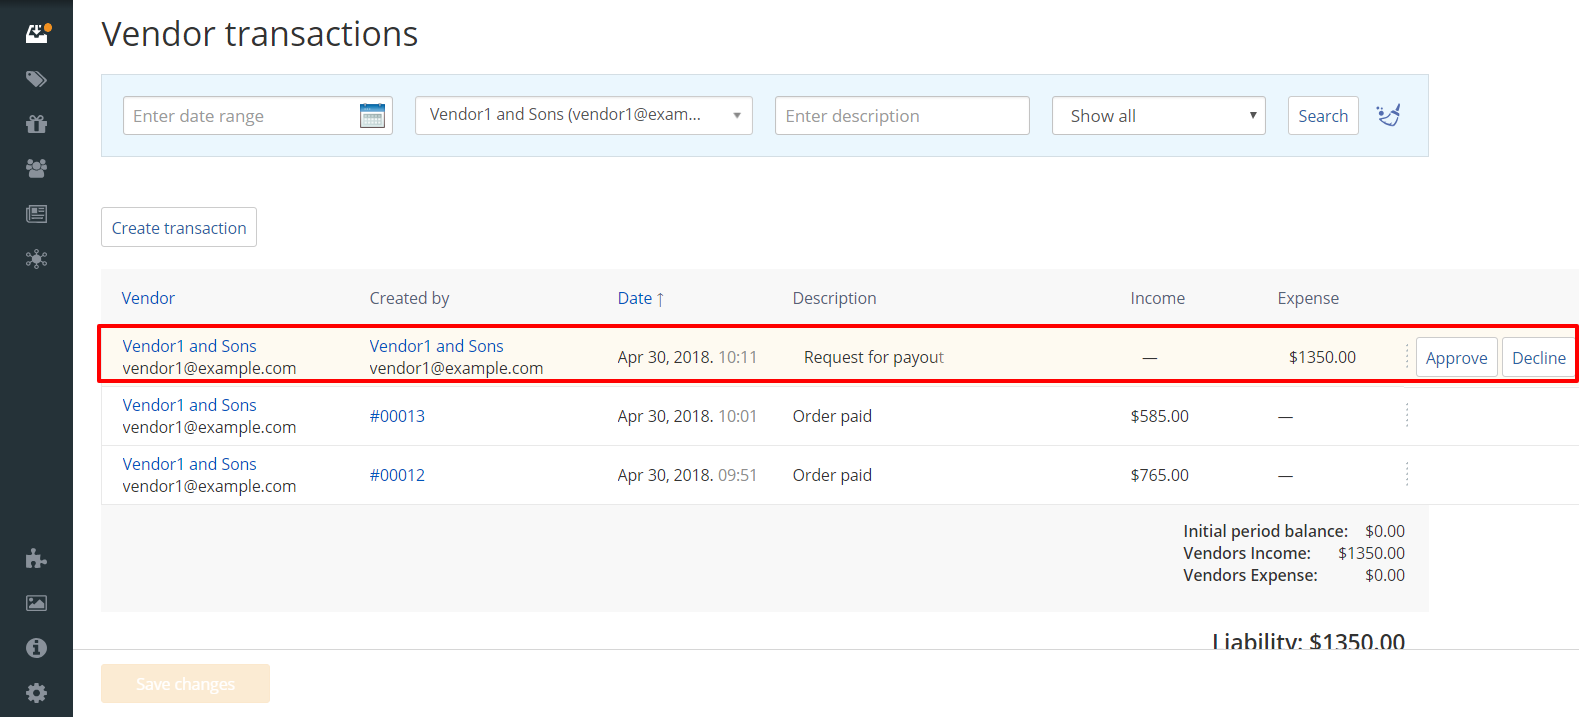 Vendor transactions
Enter date range
Vendor1 and Sons (vendor1@exam...
Enter description
Show all
Search
Create transaction
Vendor Created by Date ↑ Description Income Expense
Vendor1 and Sons Vendor1 and Sons
vendor1@example.com vendor1@example.com Apr 30, 2018. 10:11 Request for payout — $1350.00 Approve Decline
Vendor1 and Sons
vendor1@example.com #00013 Apr 30, 2018. 10:01 Order paid $585.00 —
Vendor1 and Sons
vendor1@example.com #00012 Apr 30, 2018. 09:51 Order paid $765.00 —
Initial period balance: $0.00
Vendors Income: $1350.00
Vendors Expense: $0.00
Liability: $1350.00
Save changes